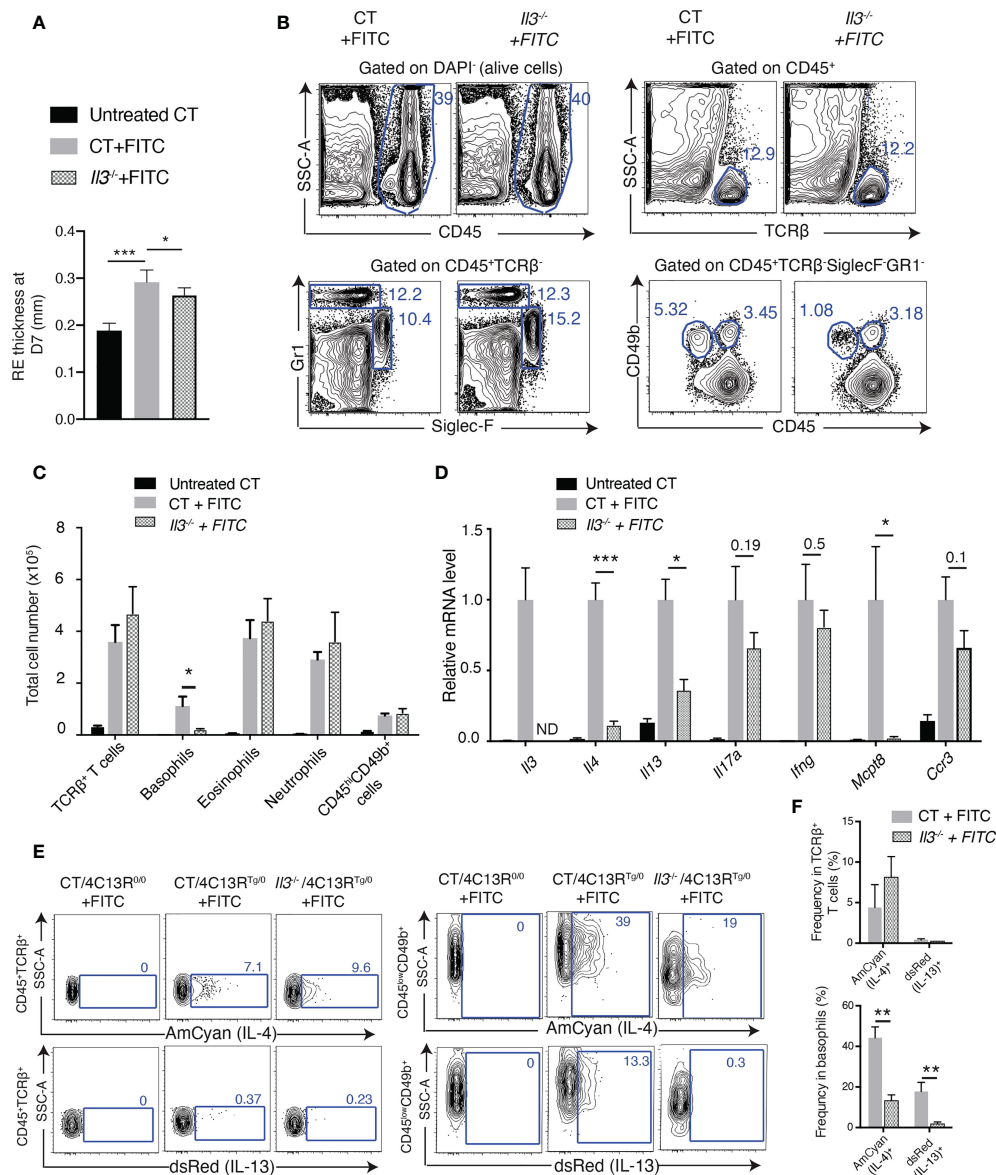 A
Untreated CT
CT+FITC
Il3-/-+FITC
RE thickness at
D7 (mm)
0.4
0.3
0.2
0.1
0.0
***
*
B
CT
+FITC
Il3-/-
+FITC
Gated on DAPI- (alive cells)
SSC-A
39
40
CD45
CT
+FITC
Il3-/-
+FITC
Gated on CD45+
SSC-A
12.9
12.2
TCRβ
Gated on CD45+TCRβ-
Gr1
12.2
10.4
12.3
15.2
Siglec-F
Gated on CD45+TCRβ-SiglecF-GR1-
CD49b
5.32
3.45
1.08
3.18
CD45
C
Untreated CT
CT + FITC
Il3-/- + FITC
Total cell number (x10⁵)
8
6
4
2
0
*
TCRβ+ T cells
Basophils
Eosinophils
Neutrophils
CD45hiCD49b+
cells
D
Untreated CT
CT + FITC
Il3-/- + FITC
Relative mRNA level
1.5
1.0
0.5
0.0
ND
***
*
0.19
0.5
*
0.1
Il3
Il4
Il13
Il17a
Ifng
Mcpt8
Ccr3
E
CT/4C13R0/0
+FITC
CT/4C13RTg/0
+FITC
Il3-/-/4C13RTg/0
+FITC
CD45+TCRβ+
SSC-A
0
7.1
9.6
AmCyan (IL-4)
CD45+TCRβ+
SSC-A
0
0.37
0.23
dsRed (IL-13)
CT/4C13R0/0
+FITC
CT/4C13RTg/0
+FITC
Il3-/-/4C13RTg/0
+FITC
CD45lowCD49b+
SSC-A
0
39
19
AmCyan (IL-4)
CD45lowCD49b+
SSC-A
0
13.3
0.3
dsRed (IL-13)
F
CT + FITC
Il3-/- + FITC
Frequency in TCRβ+
T cells (%)
15
10
5
0
AmCyan
(IL-4)+
dsRed
(IL-13)+
Frequency in basophils (%)
60
40
20
0
**
**
AmCyan
(IL-4)+
dsRed
(IL-13)+